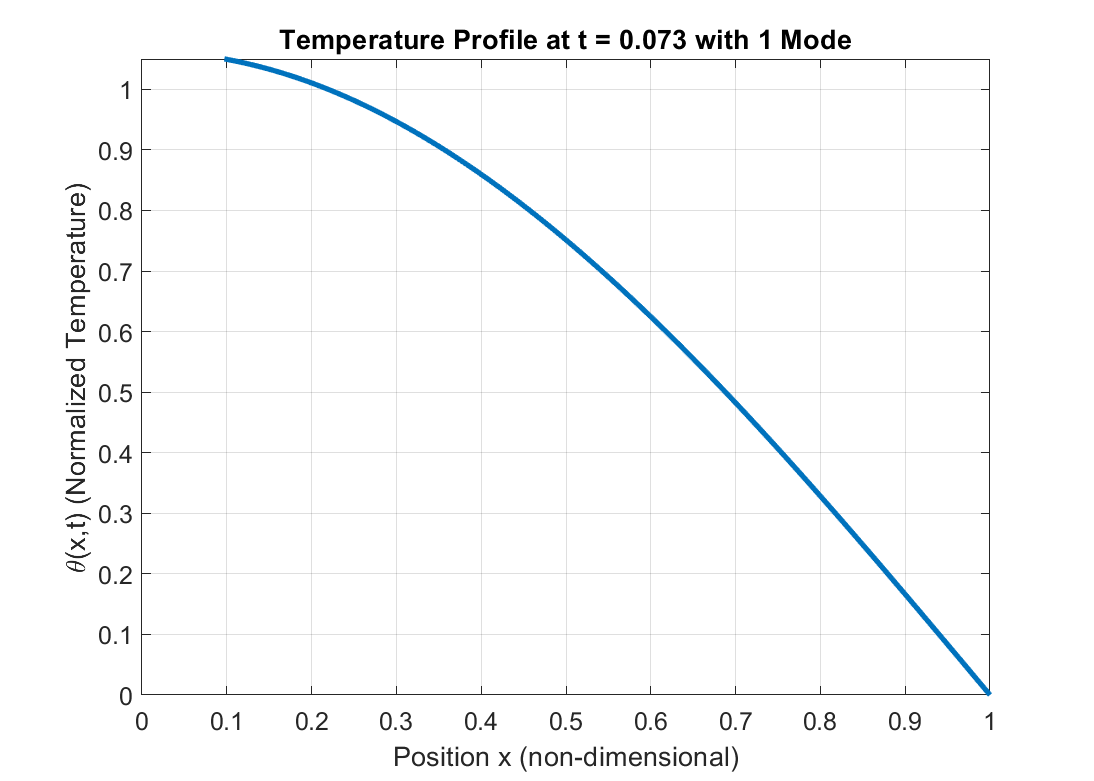 Temperature Profile at t = 0.073 with 1 Mode
θ(x,t) (Normalized Temperature)
1
0.9
0.8
0.7
0.6
0.5
0.4
0.3
0.2
0.1
0
0 0.1 0.2 0.3 0.4 0.5 0.6 0.7 0.8 0.9 1
Position x (non-dimensional)